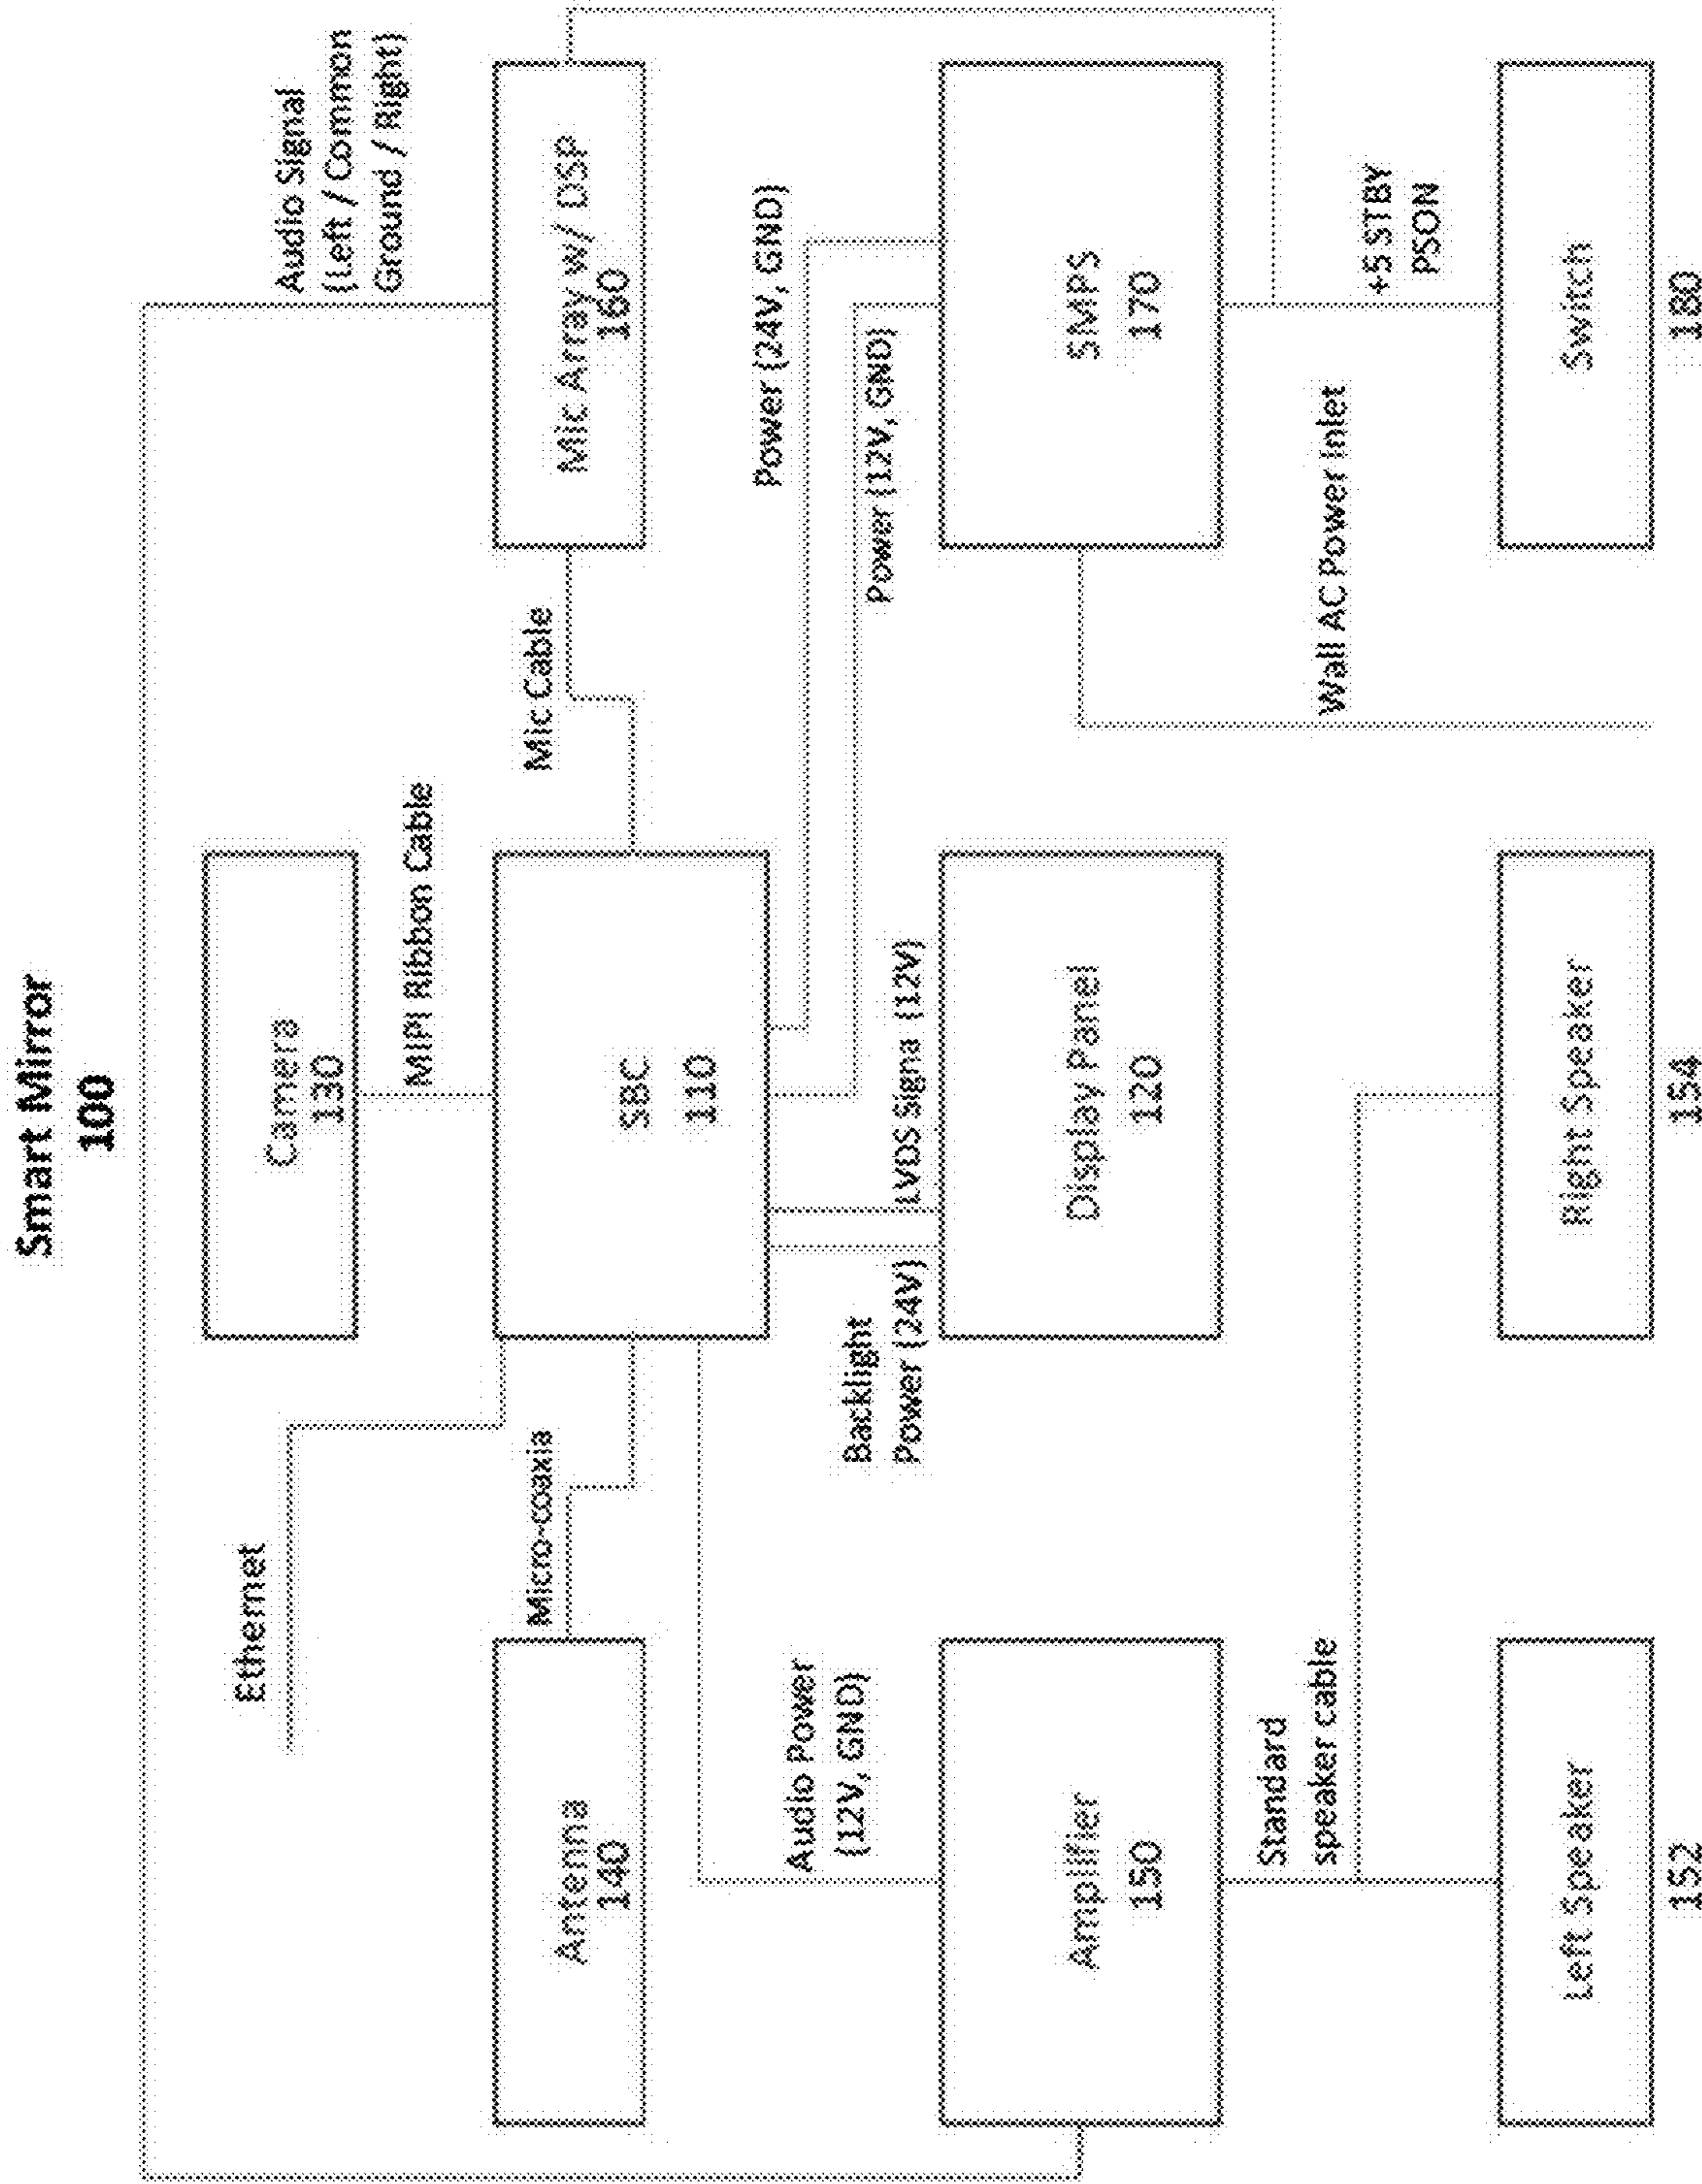 Smart Mirror
100
Ethernet
Camera
130
MIPI Ribbon Cable
Audio Signal
(Left / Common
Ground / Right)
Antenna
140
Micro-coaxia
SBC
110
Mic Cable
Mic Array w/ DSP
160
Audio Power
(12V, GND)
Backlight
Power (24V)
LVDS Signa (12V)
Power (24V, GND)
Power (12V, GND)
Amplifier
150
Display Panel
120
SMPS
170
Standard
speaker cable
Wall AC Power Inlet
+5 STBY
PSON
Left Speaker
152
Right Speaker
154
Switch
180